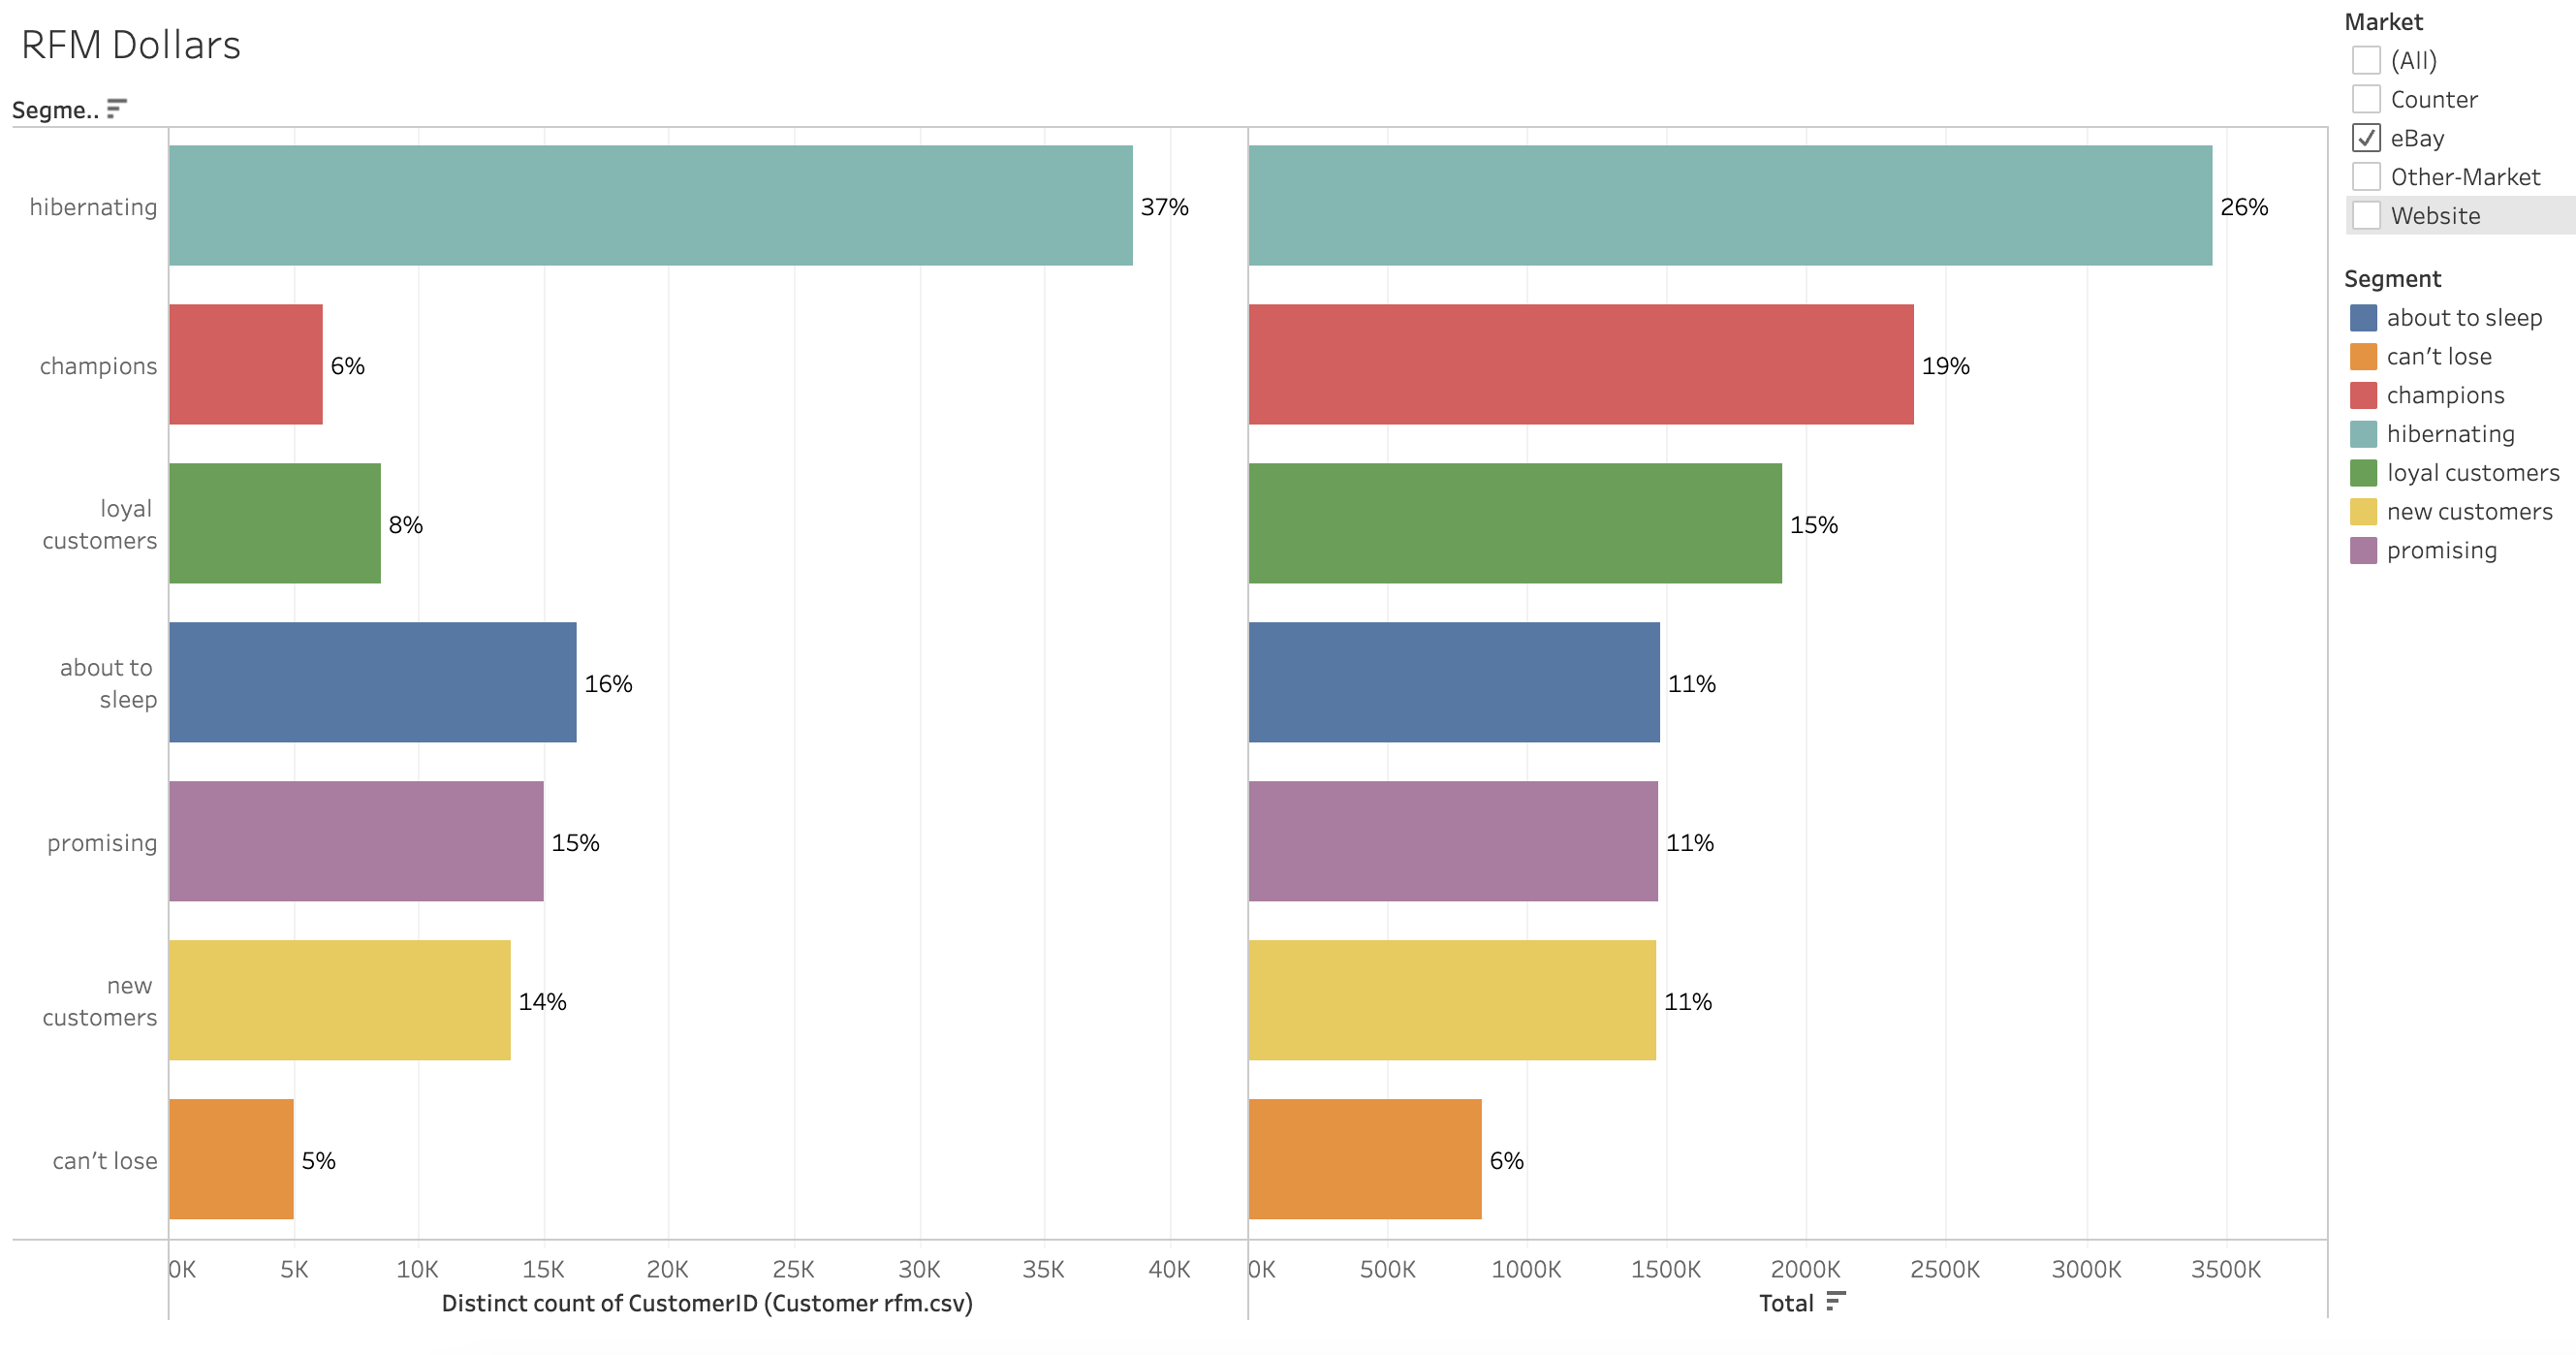 RFM Dollars
Segme..
hibernating
37%
26%
champions
6%
19%
loyal
customers
8%
15%
about to
sleep
16%
11%
promising
15%
11%
new
customers
14%
11%
can't lose
5%
6%
0K 5K 10K 15K 20K 25K 30K 35K 40K
0K 500K 1000K 1500K 2000K 2500K 3000K 3500K
Distinct count of CustomerID (Customer rfm.csv)
Total
Market
(All)
Counter
eBay
Other-Market
Website
Segment
about to sleep
can't lose
champions
hibernating
loyal customers
new customers
promising